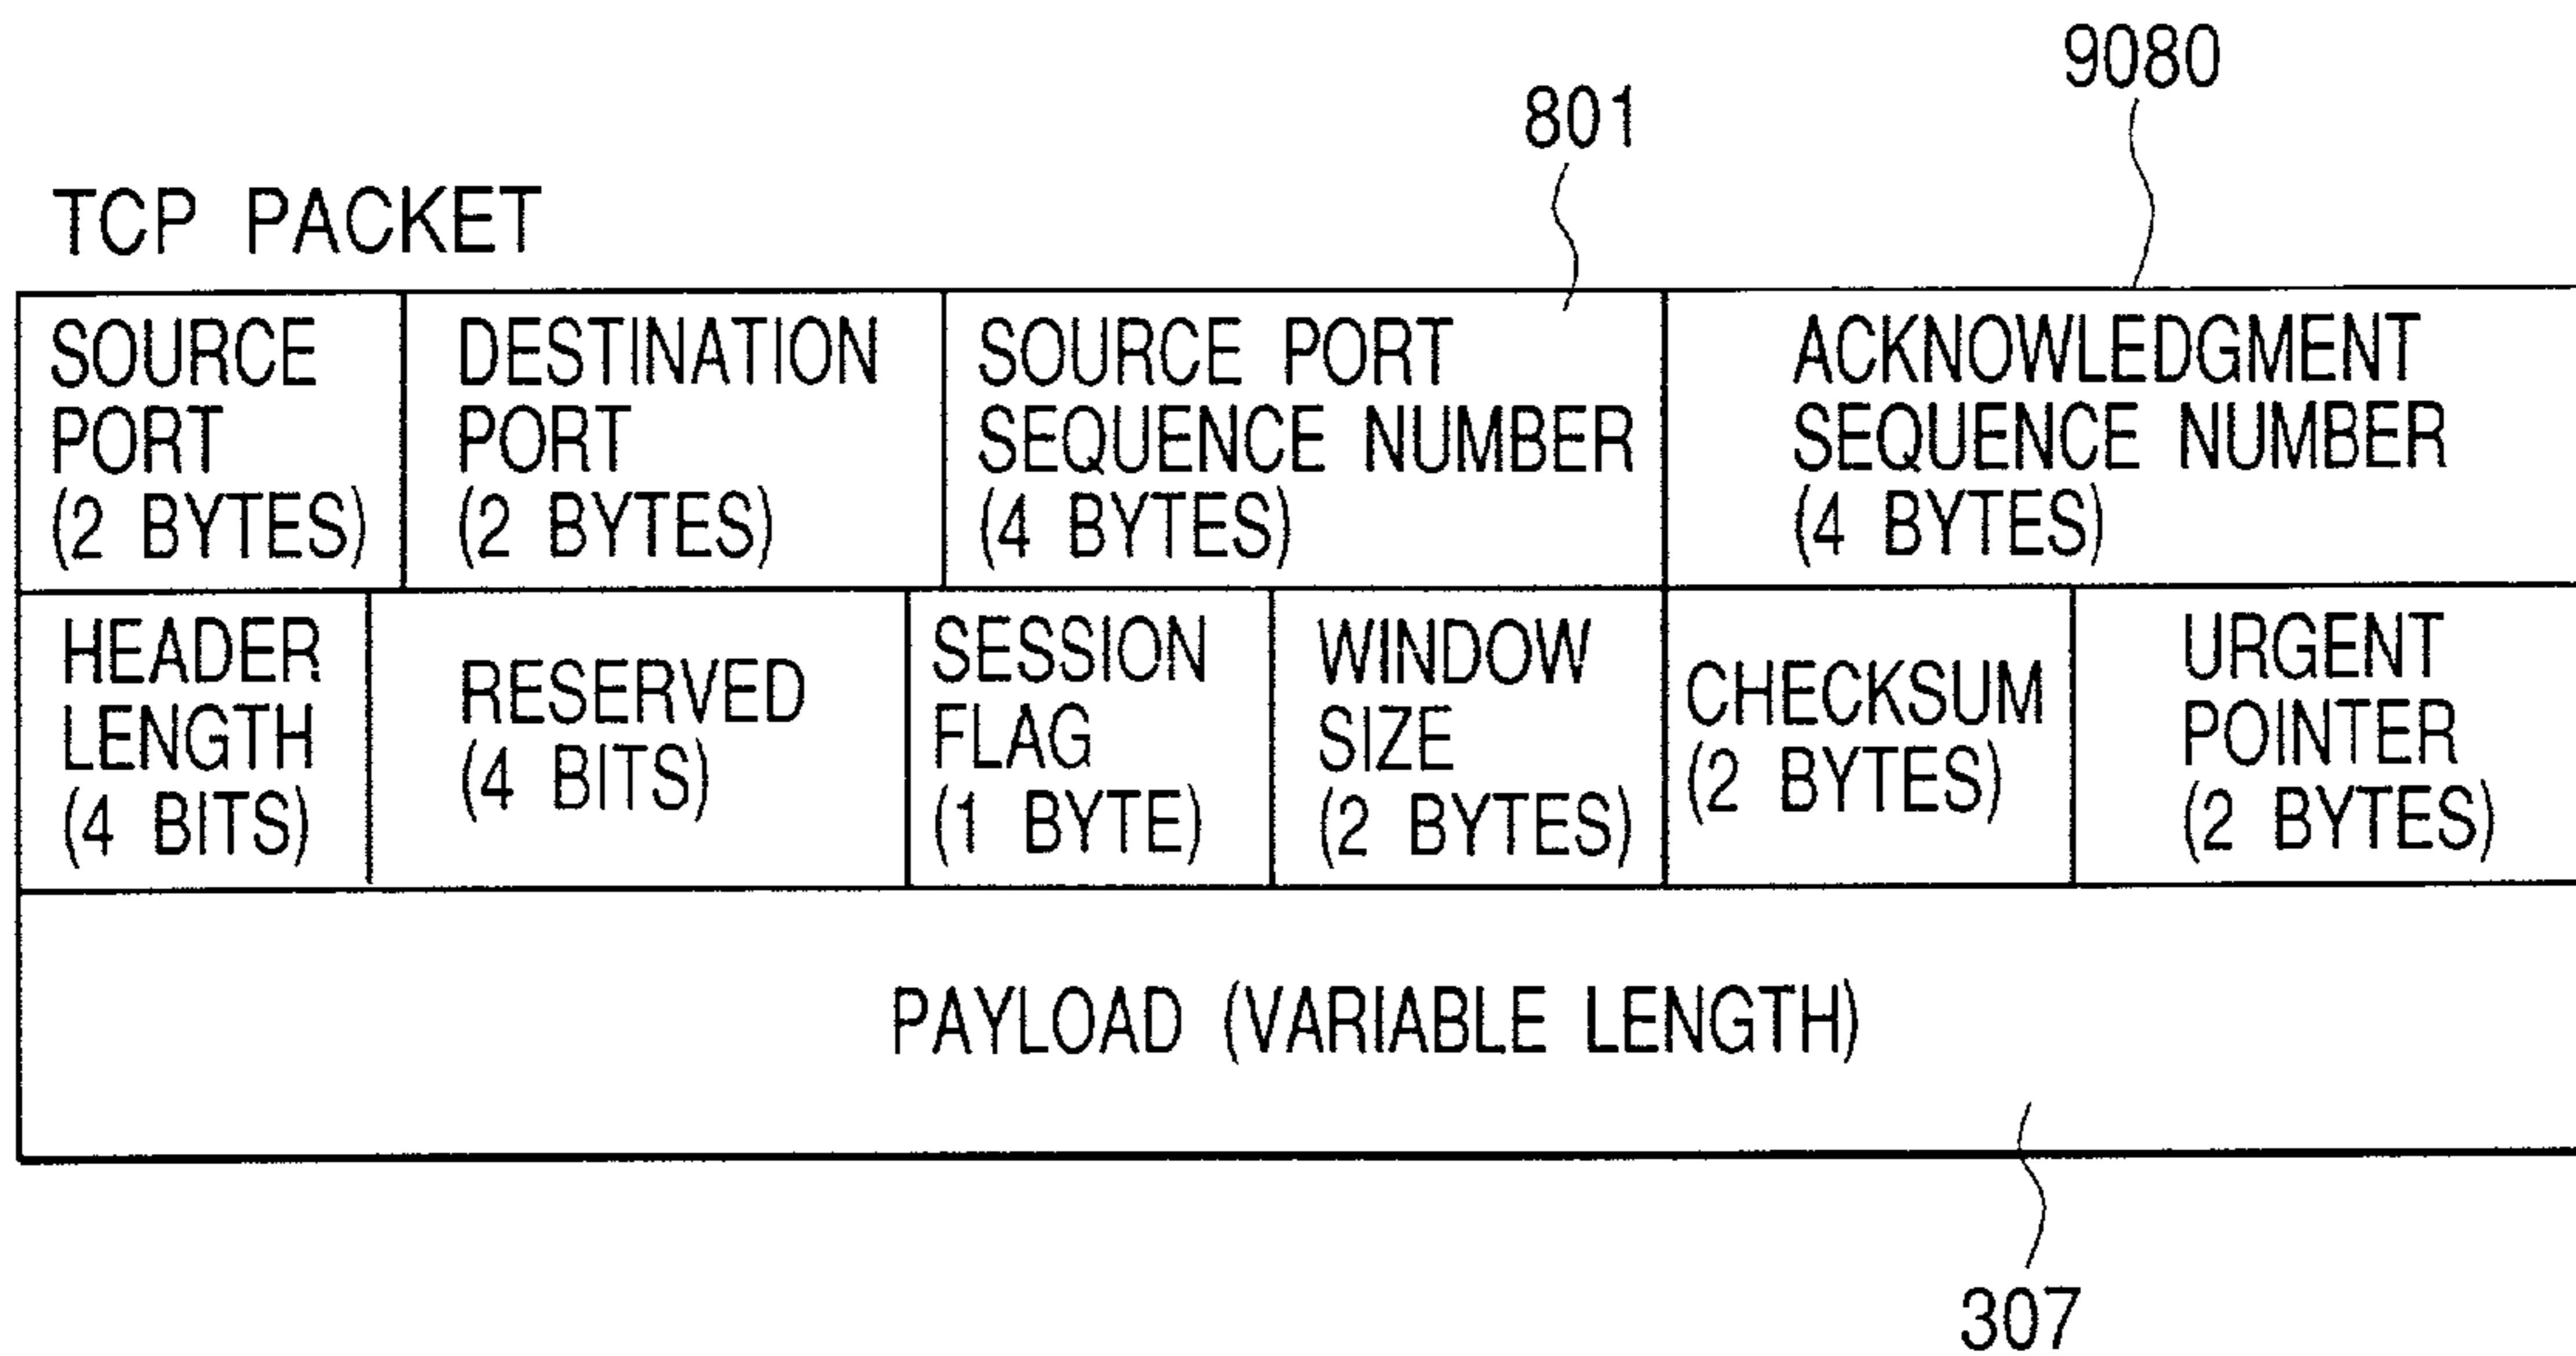 9080
801
TCP PACKET
SOURCE
PORT
(2 BYTES)
DESTINATION
PORT
(2 BYTES)
SOURCE PORT
SEQUENCE NUMBER
(4 BYTES)
ACKNOWLEDGMENT
SEQUENCE NUMBER
(4 BYTES)
HEADER
LENGTH
(4 BITS)
RESERVED
(4 BITS)
SESSION
FLAG
(1 BYTE)
WINDOW
SIZE
(2 BYTES)
CHECKSUM
(2 BYTES)
URGENT
POINTER
(2 BYTES)
PAYLOAD (VARIABLE LENGTH)
307